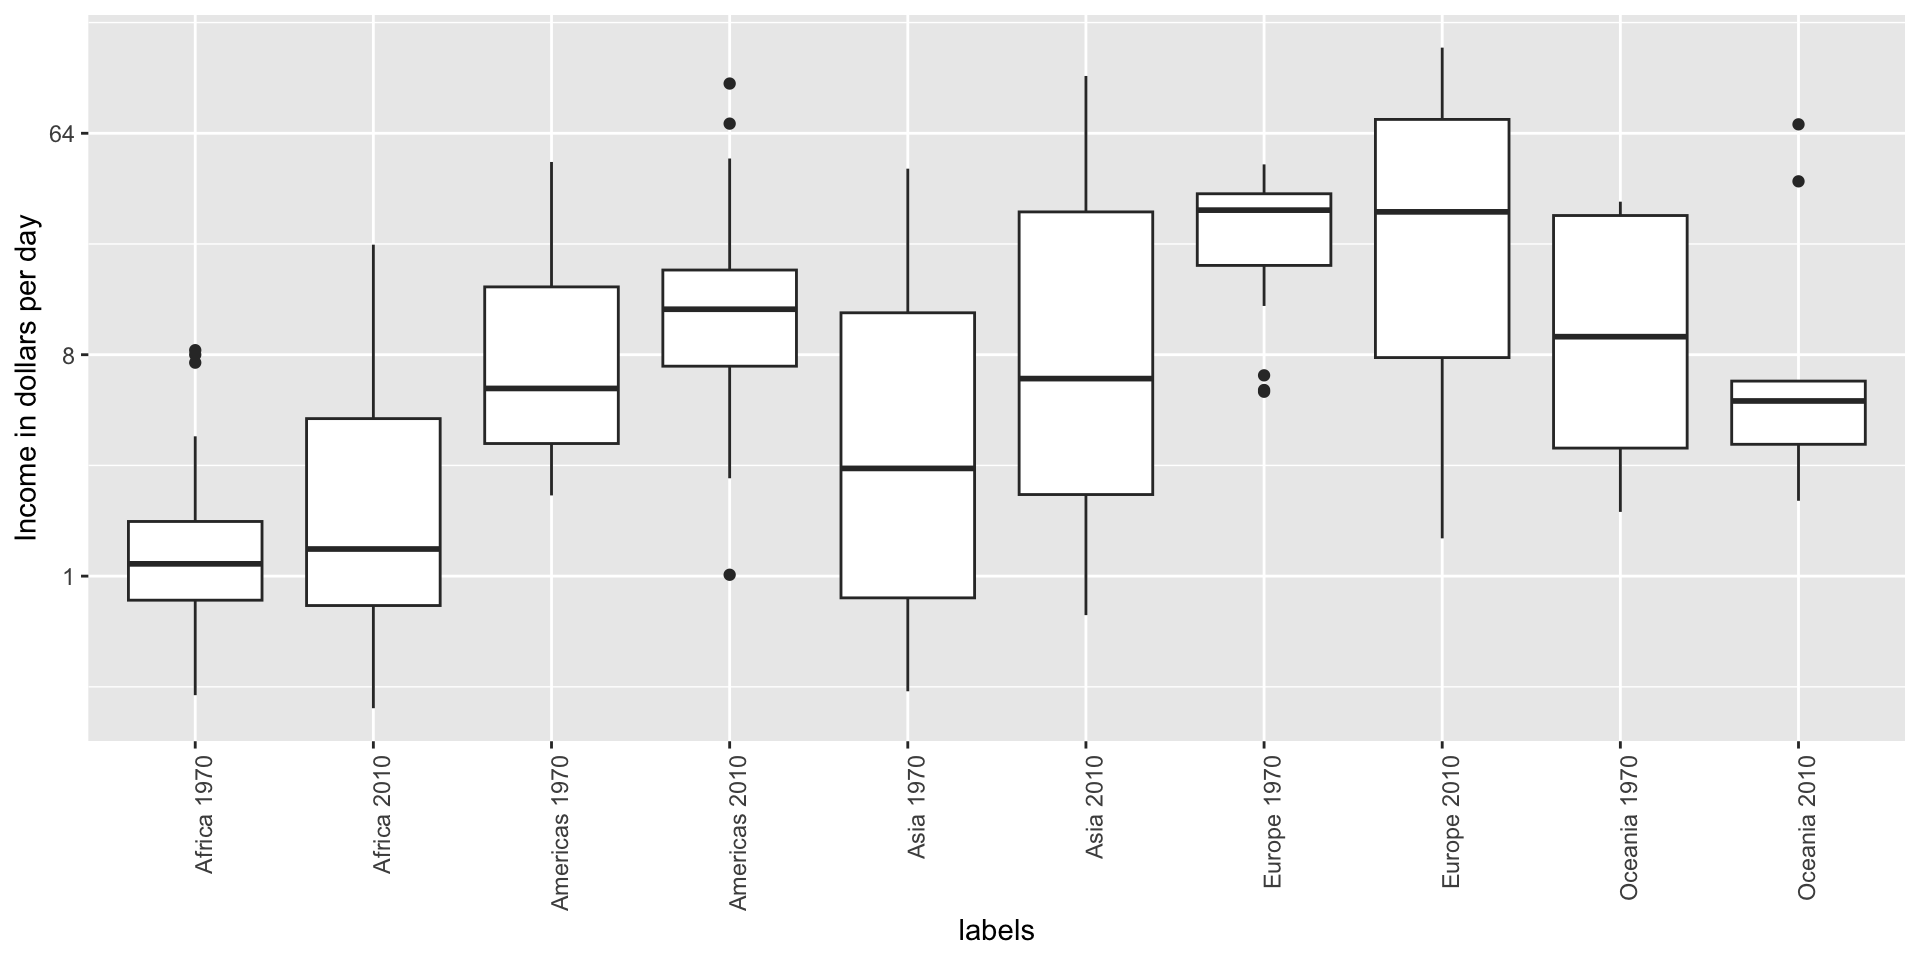 Income in dollars per day
64
8
1
Africa 1970
Africa 2010
Americas 1970
Americas 2010
Asia 1970
Asia 2010
Europe 1970
Europe 2010
Oceania 1970
Oceania 2010
labels